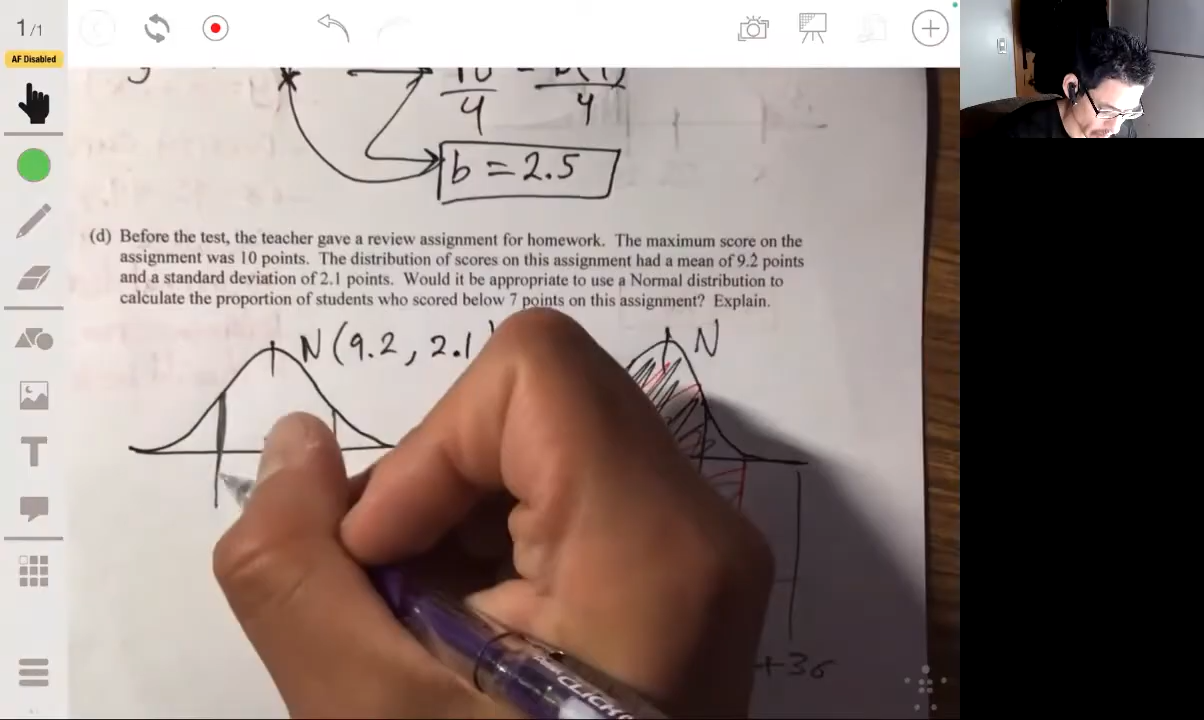 1/1
AF Disabled
T
10
4
4
b = 2.5
(d) Before the test, the teacher gave a review assignment for homework. The maximum score on the
assignment was 10 points. The distribution of scores on this assignment had a mean of 9.2 points
and a standard deviation of 2.1 points. Would it be appropriate to use a Normal distribution to
calculate the proportion of students who scored below 7 points on this assignment? Explain.
N (9.2, 2.1)
N
+3σ
CLICK